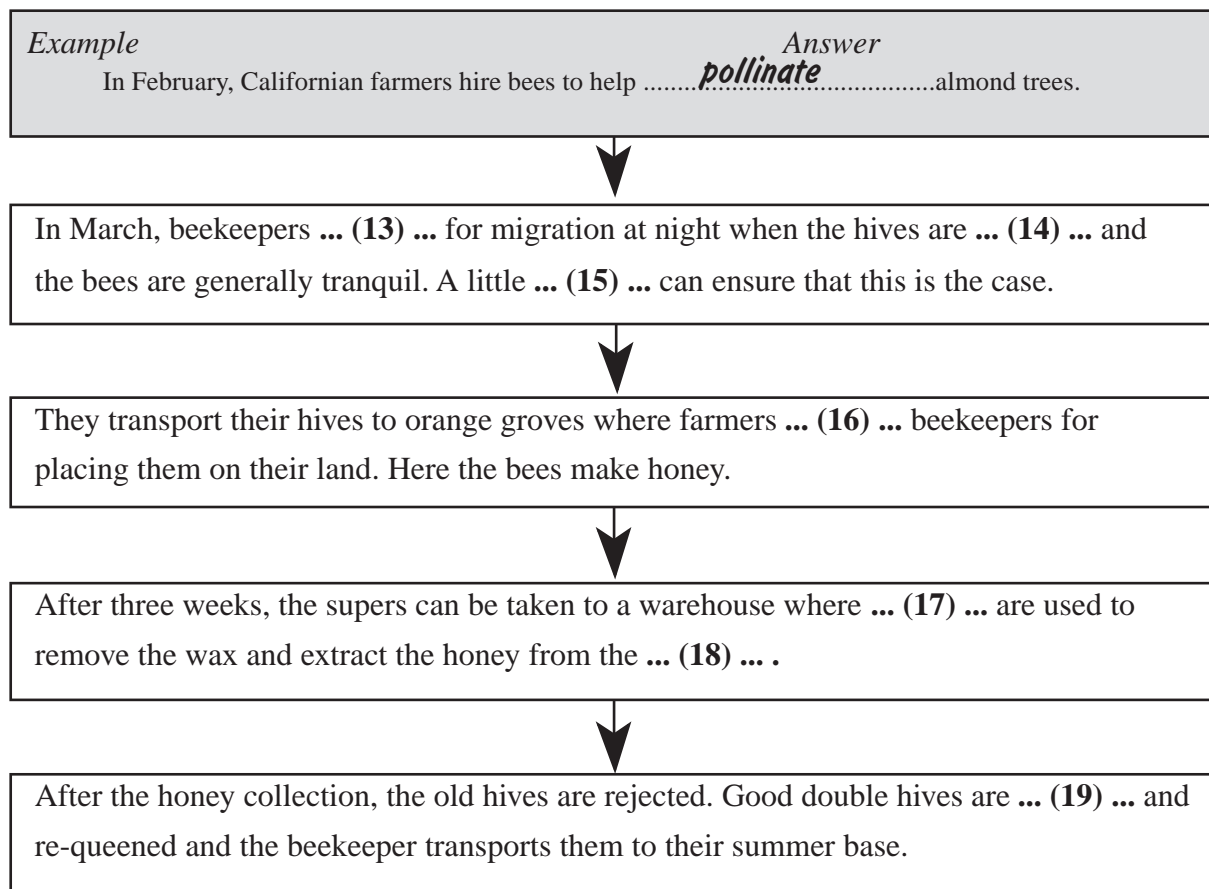 Example Answer
In February, Californian farmers hire bees to help ........pollinate....................................almond trees.
In March, beekeepers ... (13) ... for migration at night when the hives are ... (14) ... and
the bees are generally tranquil. A little ... (15) ... can ensure that this is the case.
They transport their hives to orange groves where farmers ... (16) ... beekeepers for
placing them on their land. Here the bees make honey.
After three weeks, the supers can be taken to a warehouse where ... (17) ... are used to
remove the wax and extract the honey from the ... (18) ... .
After the honey collection, the old hives are rejected. Good double hives are ... (19) ... and
re-queened and the beekeeper transports them to their summer base.